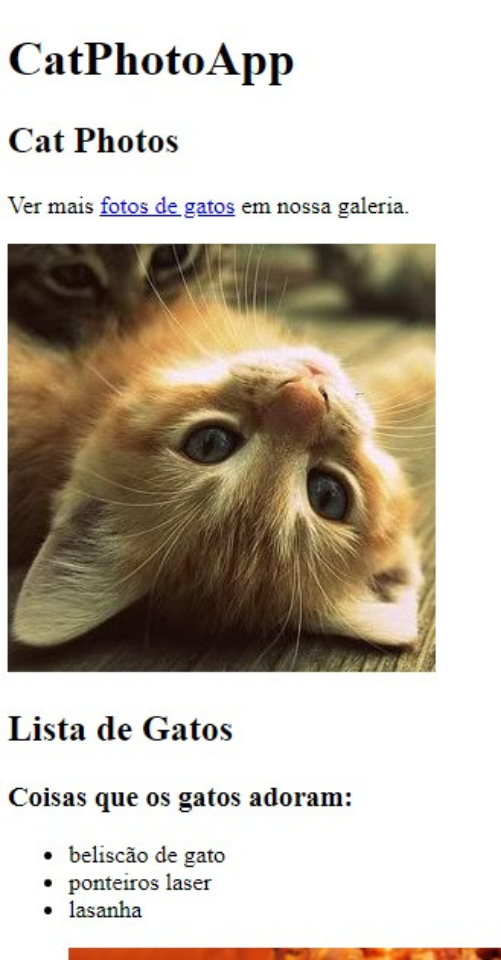 CatPhotoApp
Cat Photos
Ver mais fotos de gatos em nossa galeria.
Lista de Gatos
Coisas que os gatos adoram:
beliscão de gato
ponteiros laser
lasanha